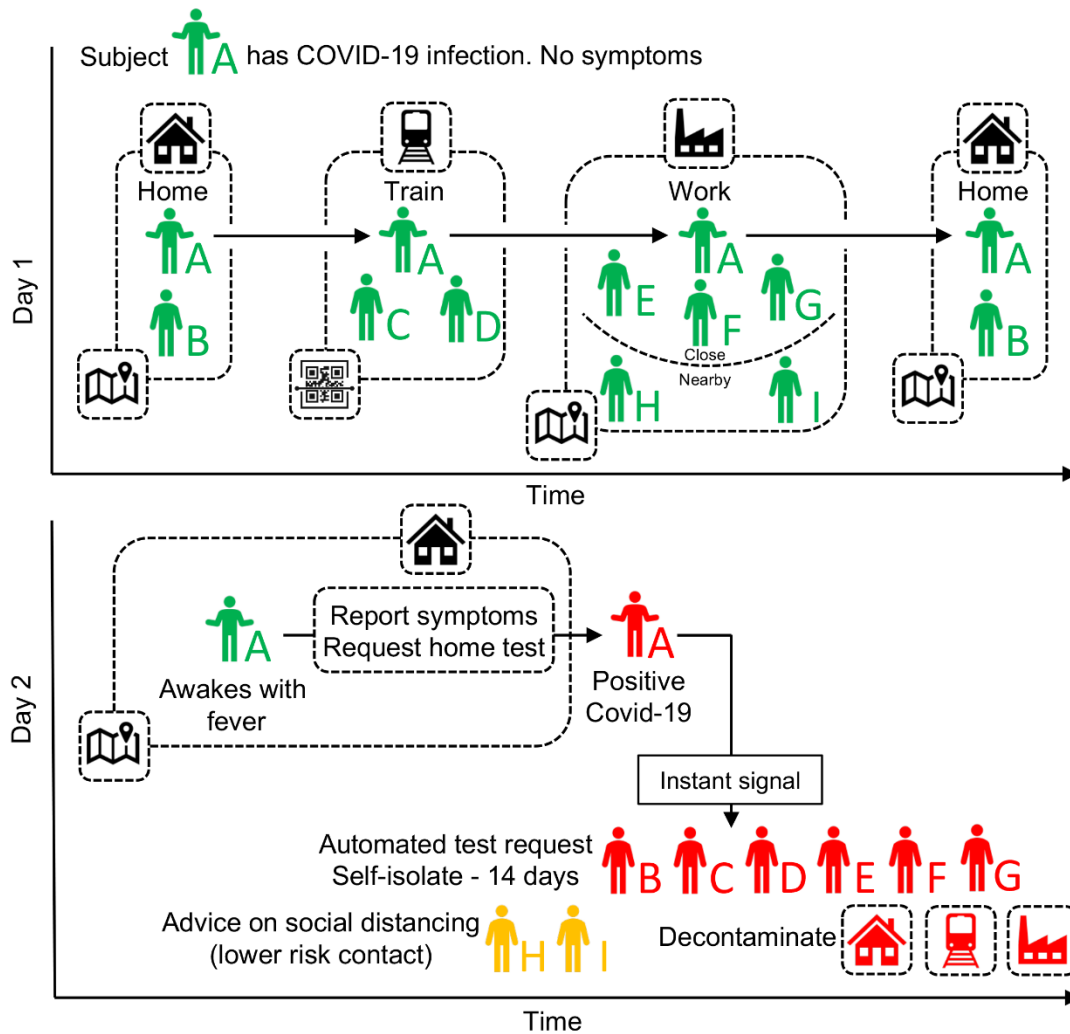 Subject A has COVID-19 infection. No symptoms
Home
Train
Work
Home
A
A
A
A
B
C
D
E
F
G
B
Close
Nearby
H
I
Day 1
Time
Report symptoms
Request home test
A
A
Awakes with
fever
Positive
Covid-19
Day 2
Instant signal
Automated test request
Self-isolate - 14 days
B C D E F G
Advice on social distancing
(lower risk contact)
H I
Decontaminate
Time